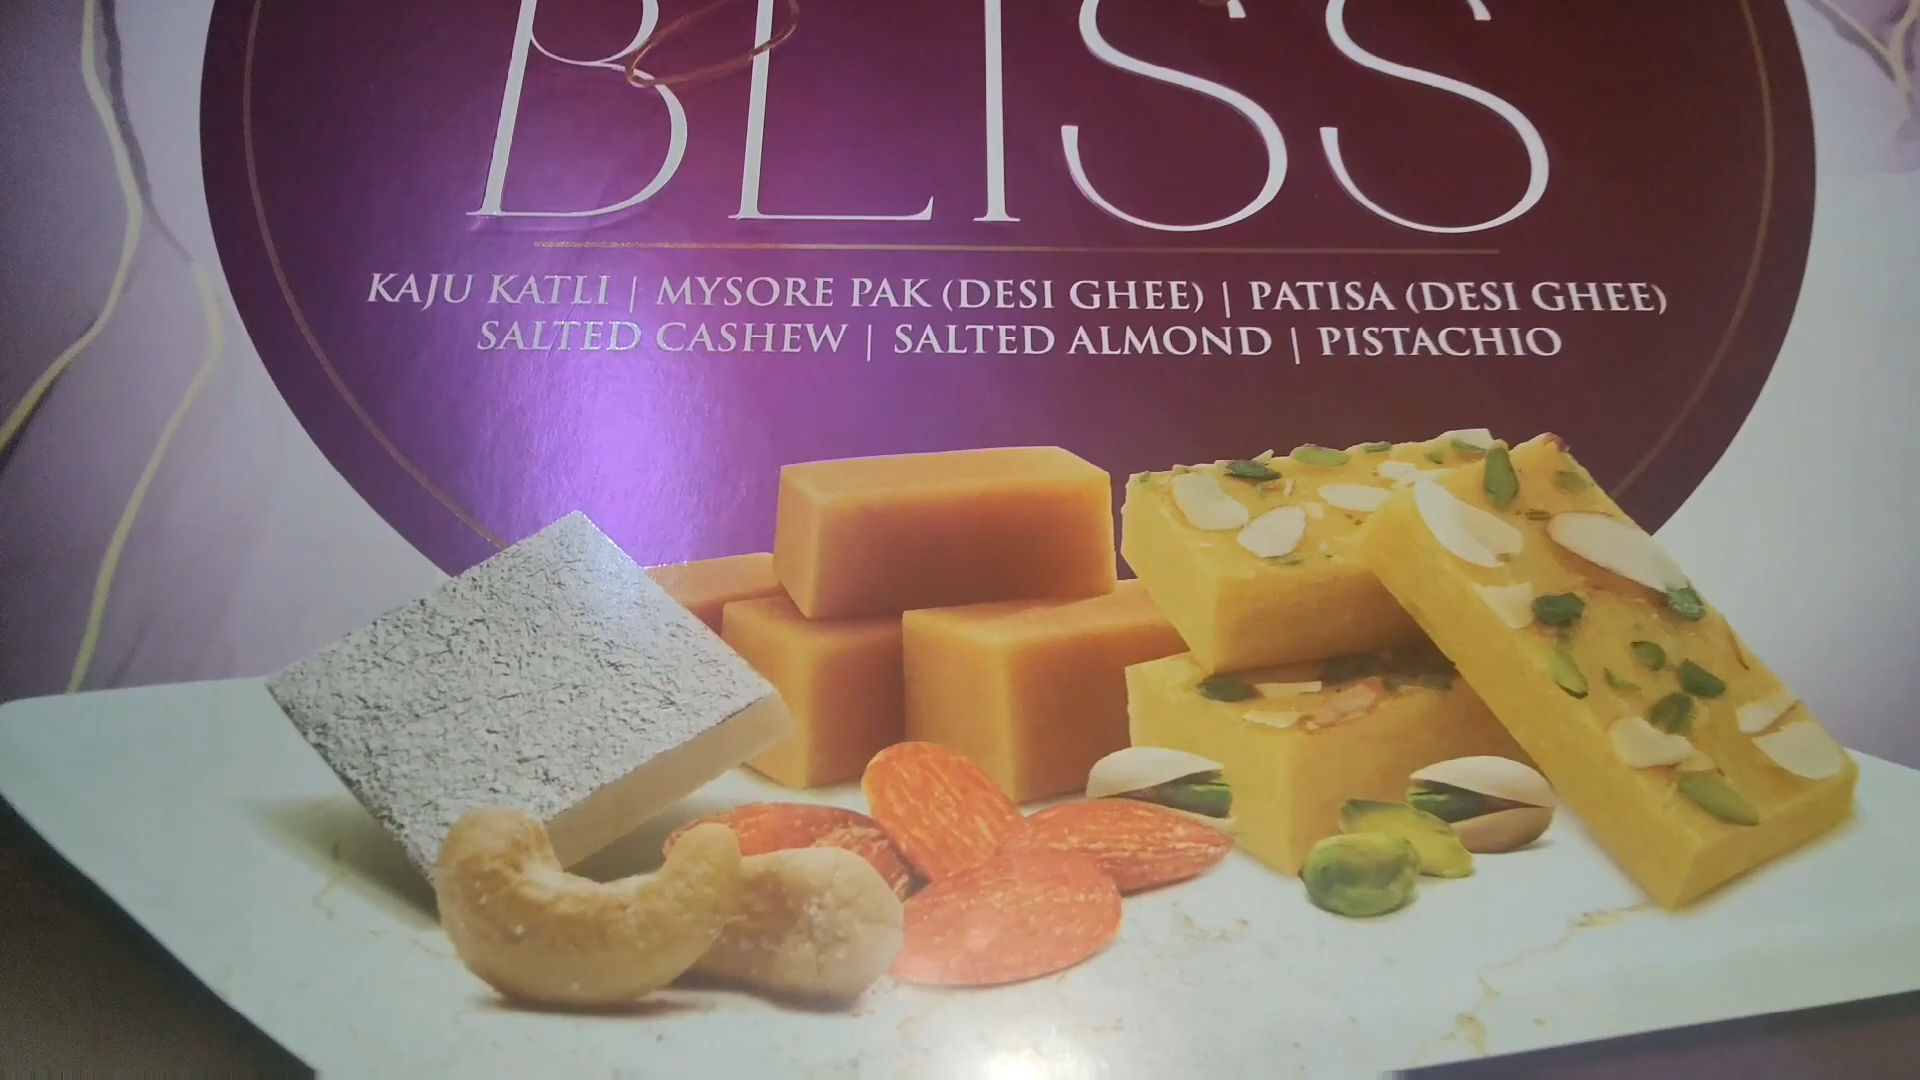 BLISS
KAJU KATLI | MYSORE PAK (DESI GHEE) | PATISA (DESI GHEE)
SALTED CASHEW | SALTED ALMOND | PISTACHIO